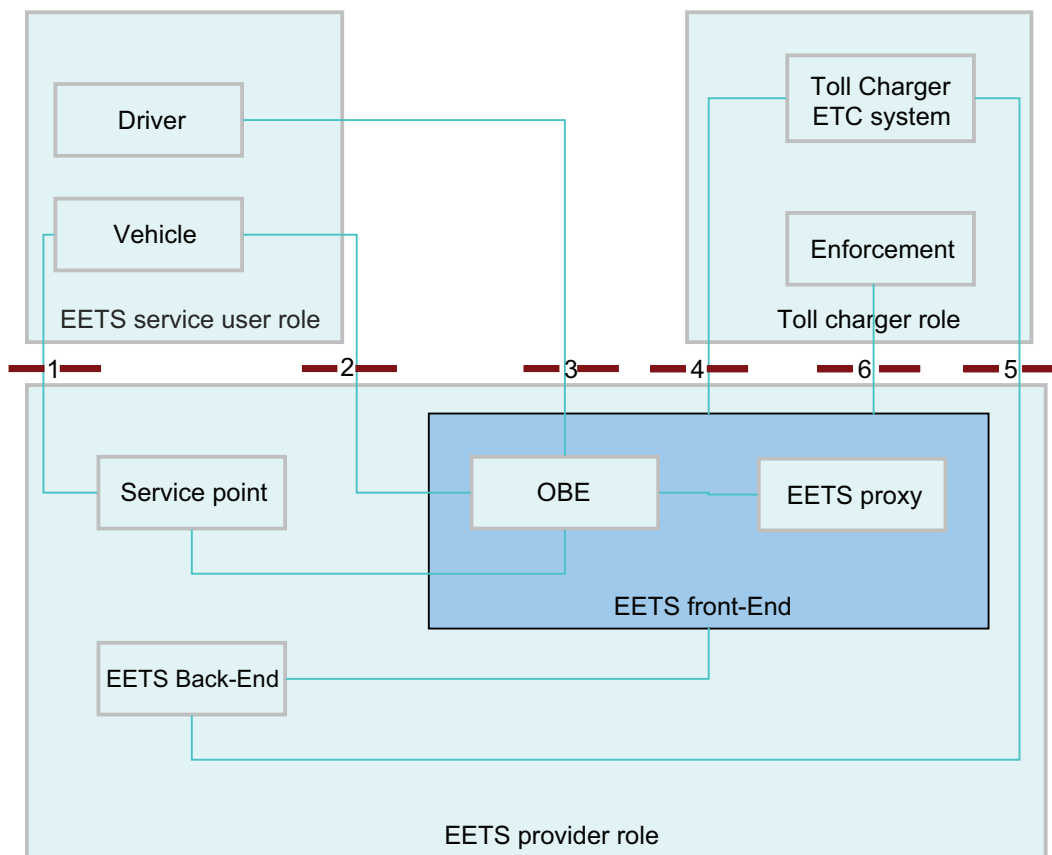 Driver
Vehicle
EETS service user role
Toll Charger
ETC system
Enforcement
Toll charger role
1
2
3
4
6
5
Service point
OBE
EETS proxy
EETS front-End
EETS Back-End
EETS provider role